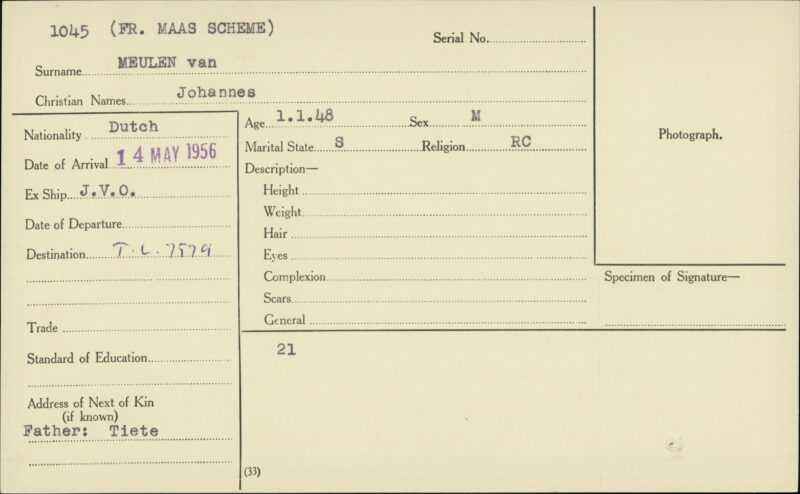 1045 (FR. MAAS SCHEME)
Serial No.
Surname MEULEN van
Christian Names Johannes
Nationality Dutch
Date of Arrival 14 MAY 1956
Ex Ship J.V.O.
Date of Departure
Destination T.C. 7579
Trade
Standard of Education
Address of Next of Kin
(if known)
Father: Tiete
Age 1.1.48 Sex M
Marital State S Religion RC
Description—
Height
Weight
Hair
Eyes
Complexion
Scars
General
21
(33)
Photograph.
Specimen of Signature—